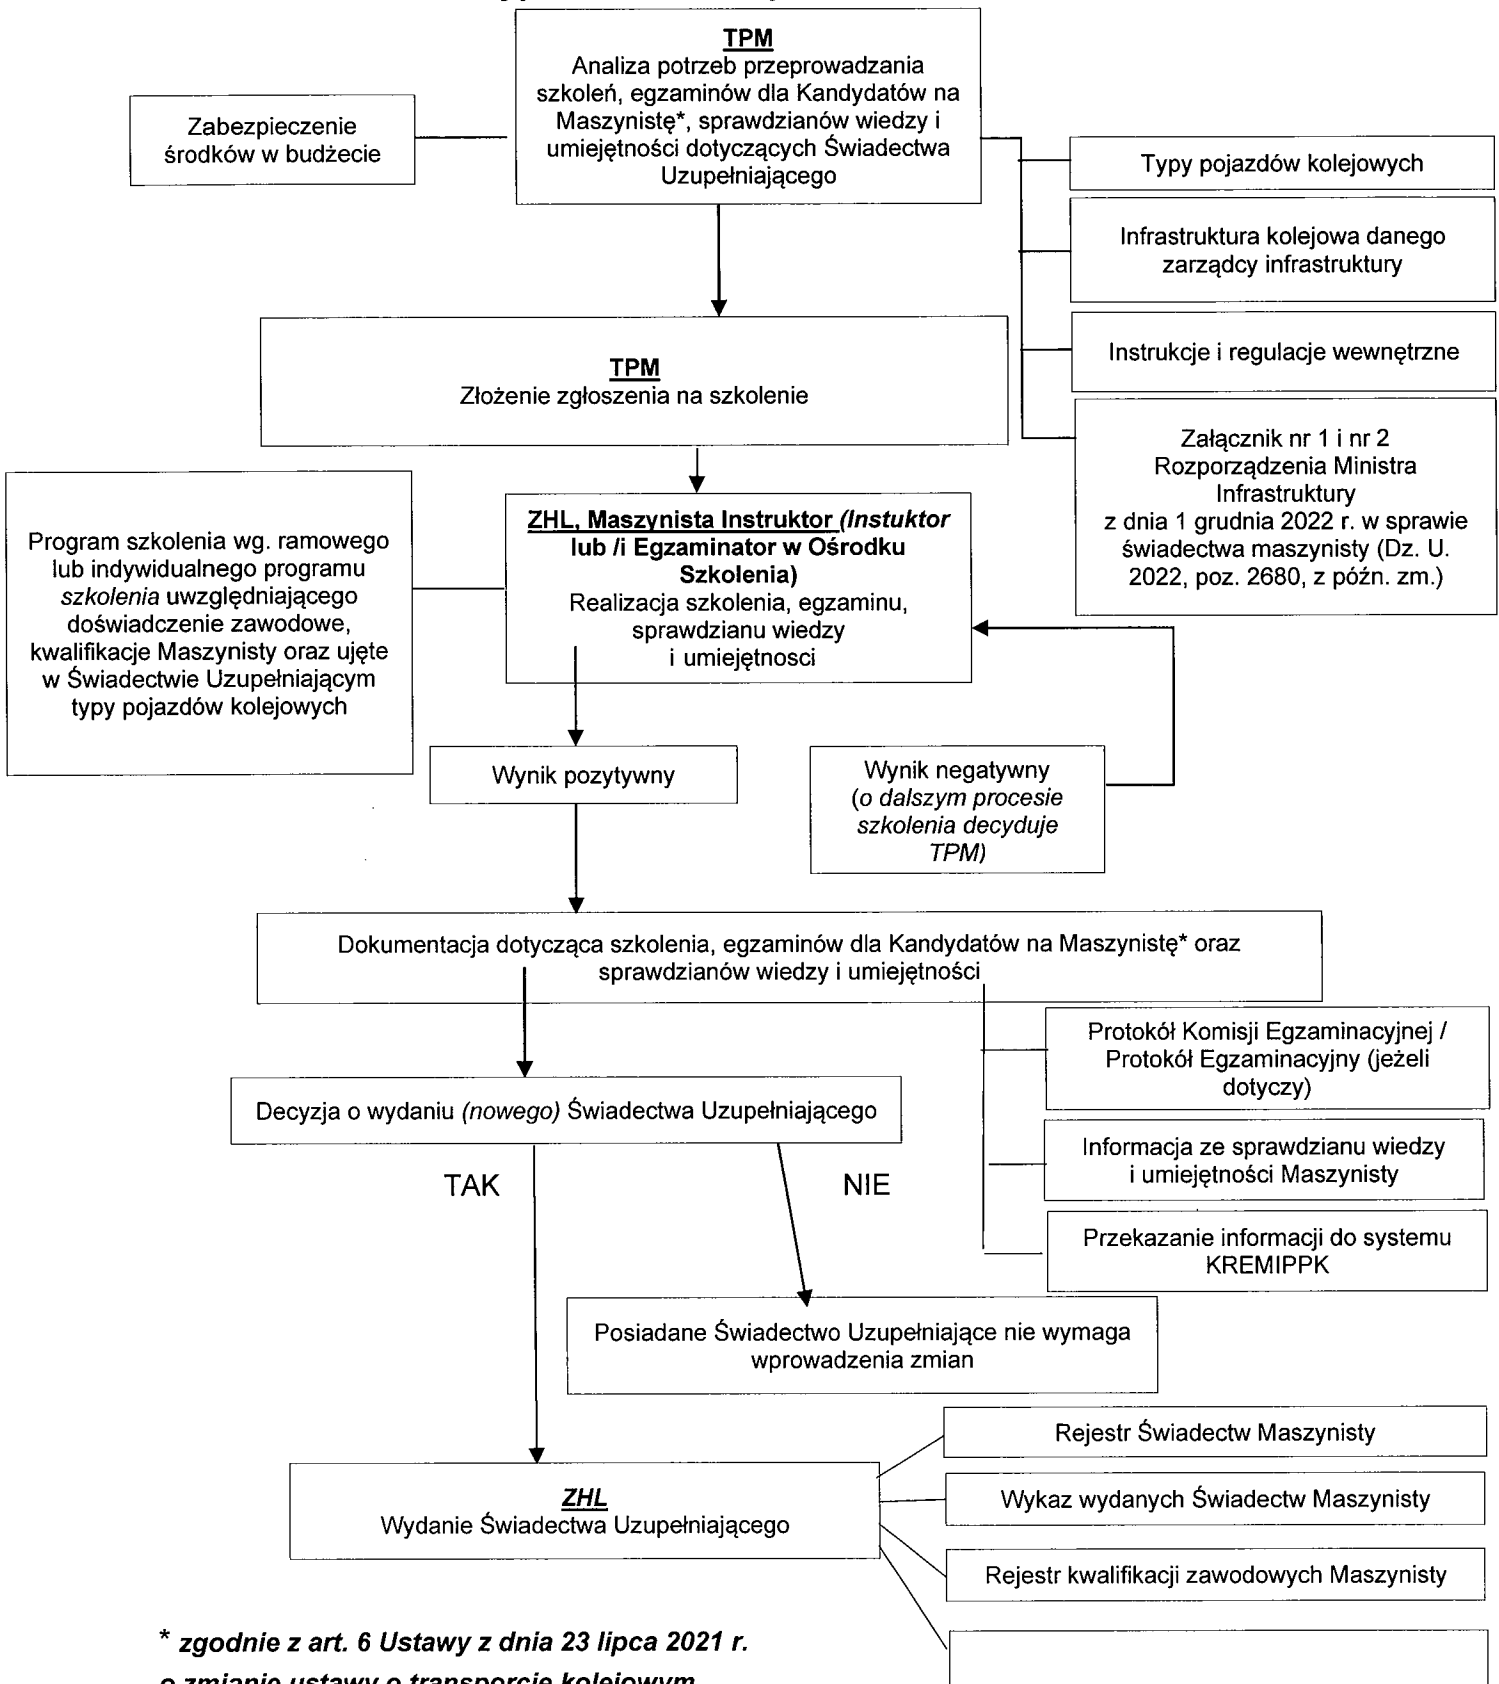 TPM
Analiza potrzeb przeprowadzania
szkoleń, egzaminów dla Kandydatów na
Maszynistę*, sprawdzianów wiedzy i
umiejętności dotyczących Świadectwa
Uzupełniającego
Zabezpieczenie
środków w budżecie
Typy pojazdów kolejowych
Infrastruktura kolejowa danego
zarządcy infrastruktury
Instrukcje i regulacje wewnętrzne
Załącznik nr 1 i nr 2
Rozporządzenia Ministra
Infrastruktury
z dnia 1 grudnia 2022 r. w sprawie
świadectwa maszynisty (Dz. U.
2022, poz. 2680, z późn. zm.)
TPM
Złożenie zgłoszenia na szkolenie
Program szkolenia wg. ramowego
lub indywidualnego programu
szkolenia uwzględniającego
doświadczenie zawodowe,
kwalifikacje Maszynisty oraz ujęte
w Świadectwie Uzupełniającym
typy pojazdów kolejowych
ZHL, Maszynista Instruktor (Instuktor
lub /i Egzaminator w Ośrodku
Szkolenia)
Realizacja szkolenia, egzaminu,
sprawdzianu wiedzy
i umiejętnosci
Wynik pozytywny
Wynik negatywny
(o dalszym procesie
szkolenia decyduje
TPM)
Dokumentacja dotycząca szkolenia, egzaminów dla Kandydatów na Maszynistę* oraz
sprawdzianów wiedzy i umiejętności
Protokół Komisji Egzaminacyjnej /
Protokół Egzaminacyjny (jeżeli
dotyczy)
Informacja ze sprawdzianu wiedzy
i umiejętności Maszynisty
Przekazanie informacji do systemu
KREMIPPK
Decyzja o wydaniu (nowego) Świadectwa Uzupełniającego
TAK
NIE
Posiadane Świadectwo Uzupełniające nie wymaga
wprowadzenia zmian
ZHL
Wydanie Świadectwa Uzupełniającego
Rejestr Świadectw Maszynisty
Wykaz wydanych Świadectw Maszynisty
Rejestr kwalifikacji zawodowych Maszynisty
* zgodnie z art. 6 Ustawy z dnia 23 lipca 2021 r.
o zmianie ustawy o transporcie kolejowym